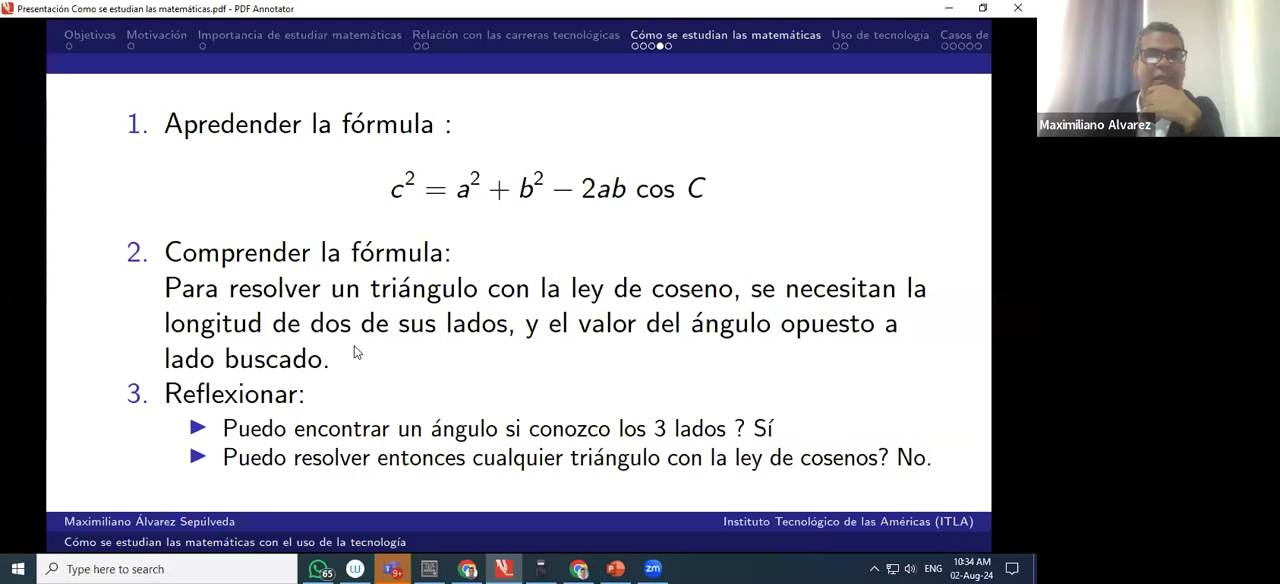 Presentación Como se estudian las matemáticas.pdf - PDF Annotator
Objetivos Motivación Importancia de estudiar matemáticas Relación con las carreras tecnológicas Cómo se estudian las matemáticas Uso de tecnología Casos de
1. Apredender la fórmula :
c² = a² + b² − 2ab cos C
2. Comprender la fórmula:
Para resolver un triángulo con la ley de coseno, se necesitan la
longitud de dos de sus lados, y el valor del ángulo opuesto a
lado buscado.
3. Reflexionar:
▶ Puedo encontrar un ángulo si conozco los 3 lados ? Sí
▶ Puedo resolver entonces cualquier triángulo con la ley de cosenos? No.
Maximiliano Álvarez Sepúlveda Instituto Tecnológico de las Américas (ITLA)
Cómo se estudian las matemáticas con el uso de la tecnología
Maximiliano Alvarez
Type here to search
65
9+
zm
ENG
10:34 AM
02-Aug-24